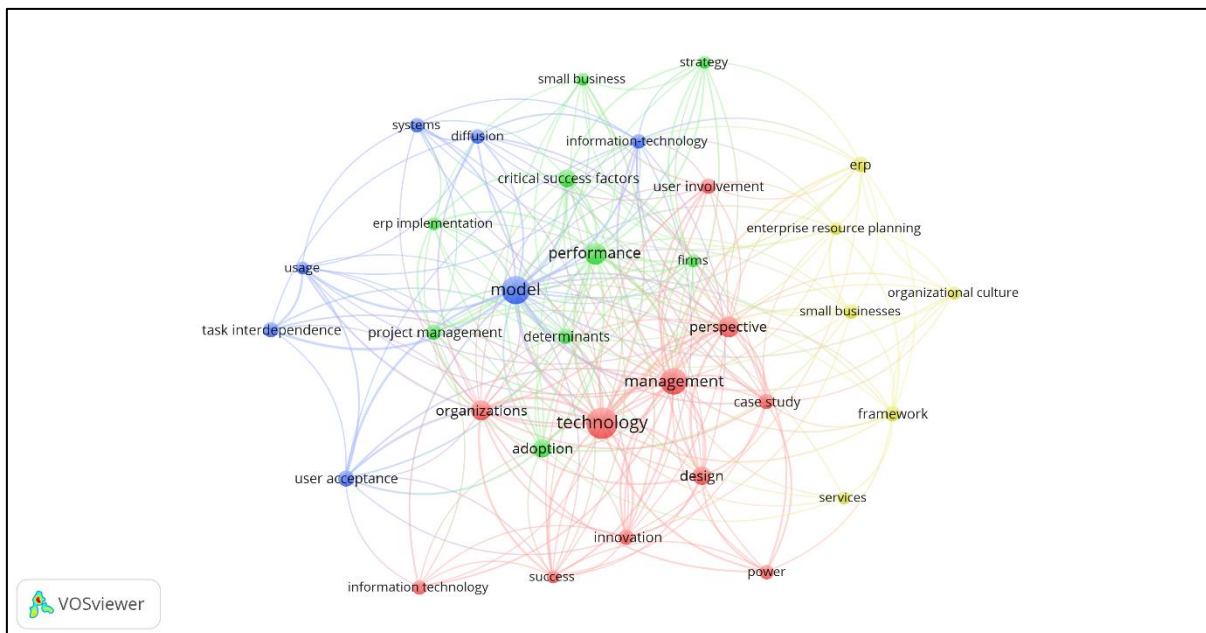 strategy
small business
systems
diffusion
information-technology
erp
critical success factors
user involvement
erp implementation
enterprise resource planning
performance
firms
usage
model
organizational culture
small businesses
task interdependence
project management
determinants
perspective
management
case study
organizations
framework
technology
adoption
user acceptance
design
services
innovation
success
power
information technology
VOSviewer